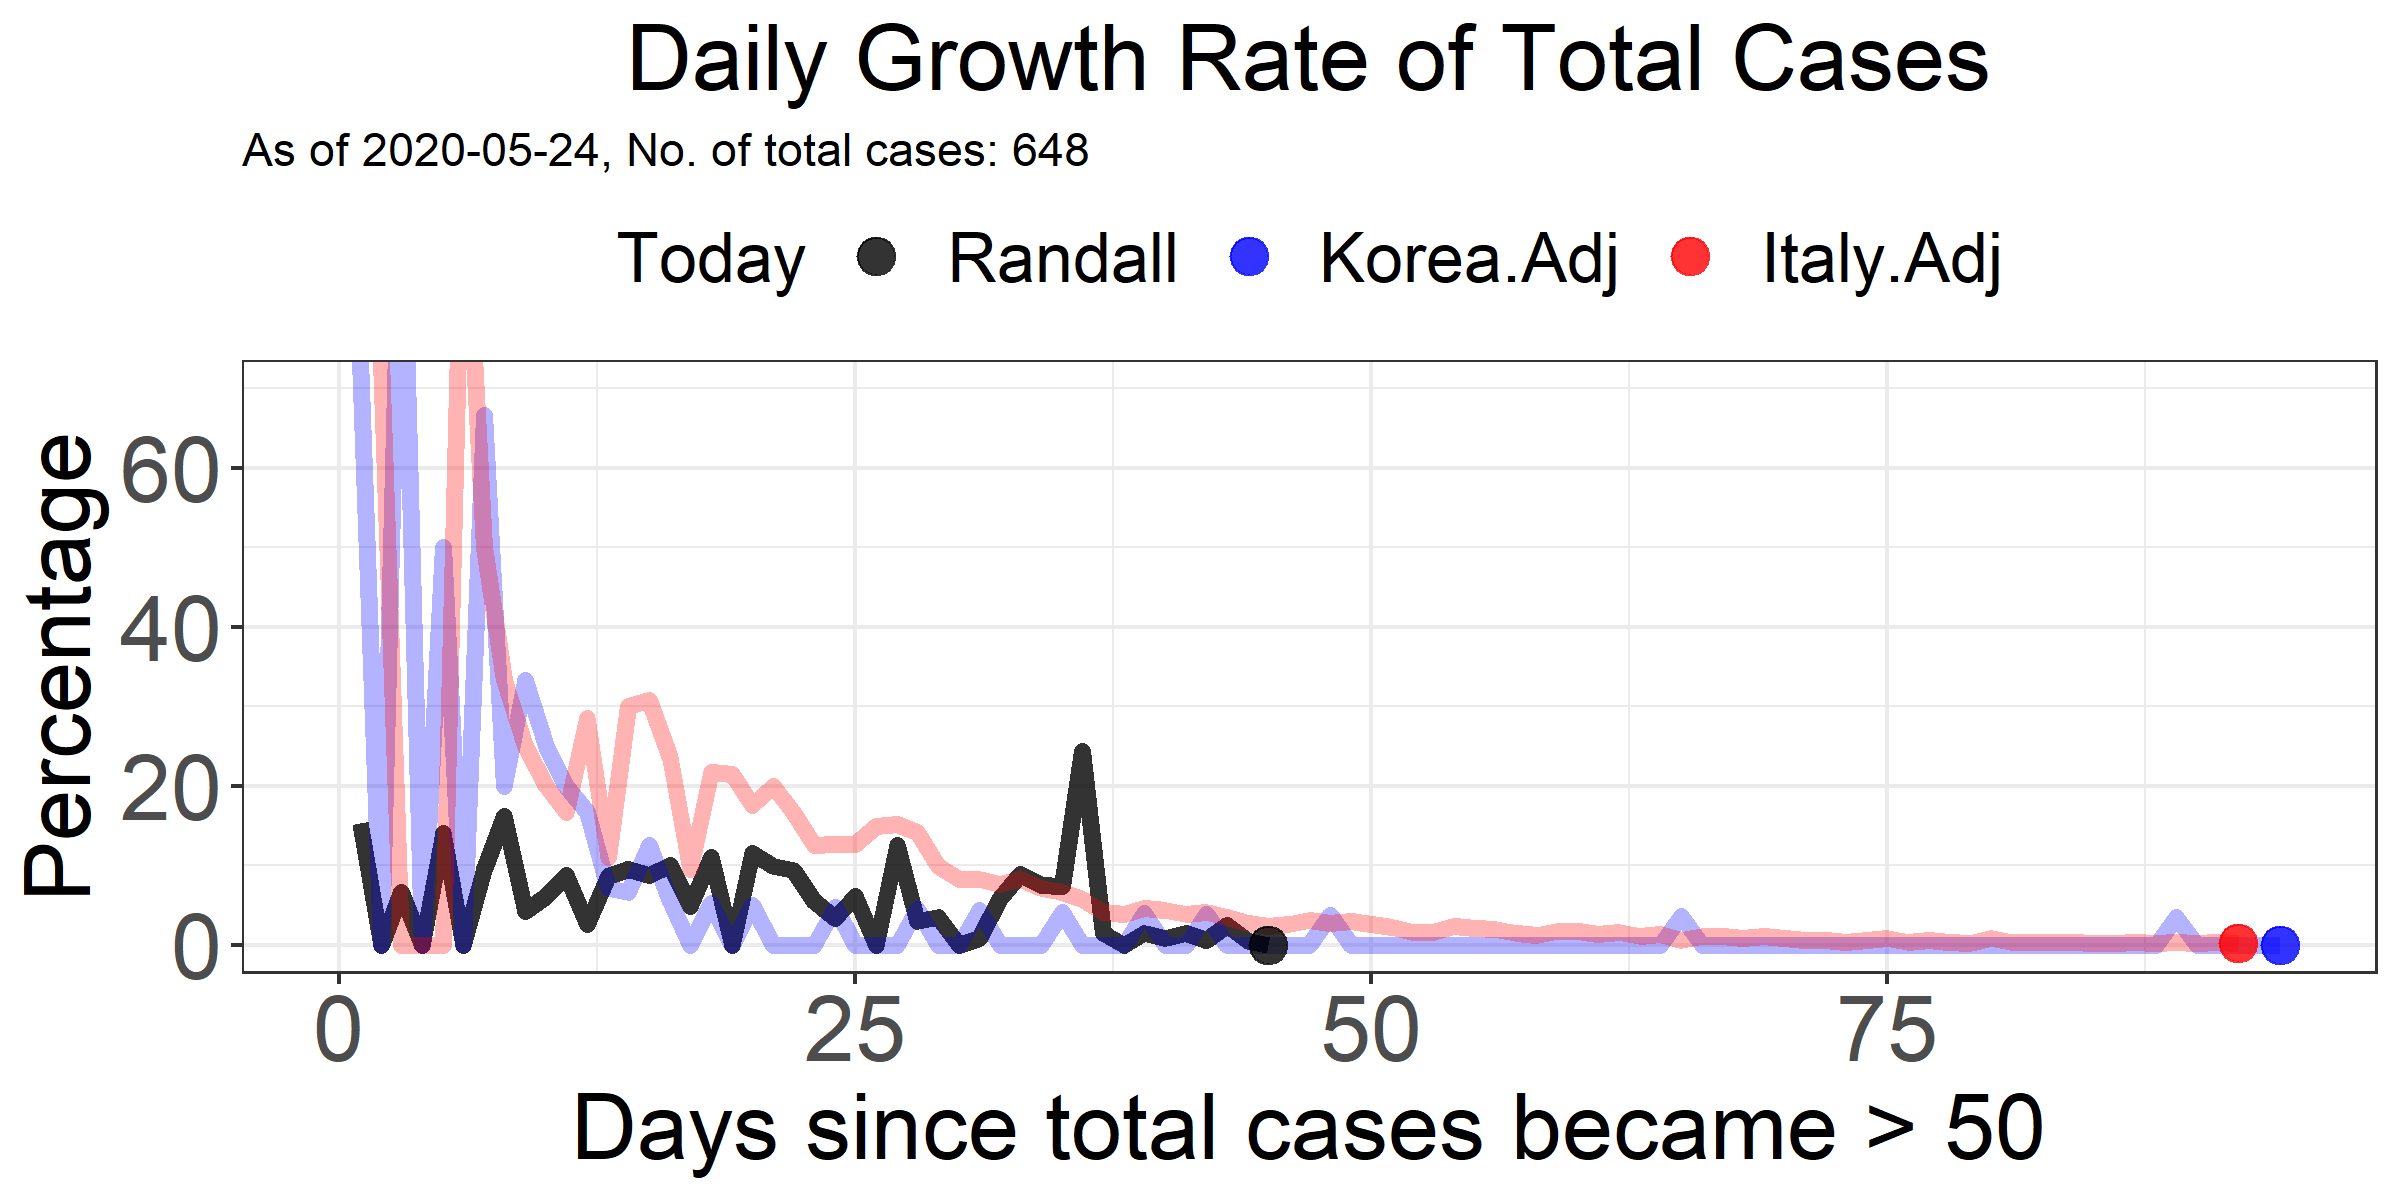 Daily Growth Rate of Total Cases
As of 2020-05-24, No. of total cases: 648
Today Randall Korea.Adj Italy.Adj
Percentage
60
40
20
0
0 25 50 75
Days since total cases became > 50